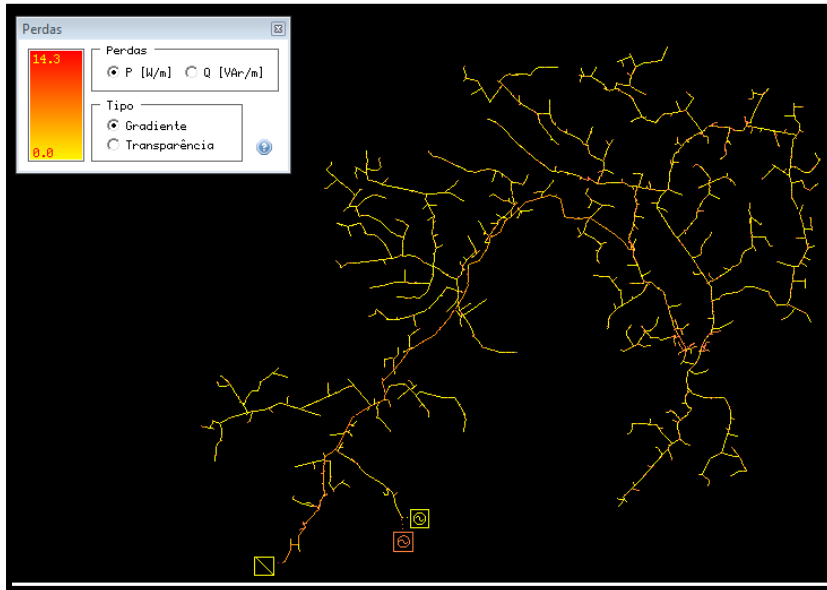 Perdas
14.3
0.0
Perdas
P [W/m] Q [VAr/m]
Tipo
Gradiente
Transparência
?